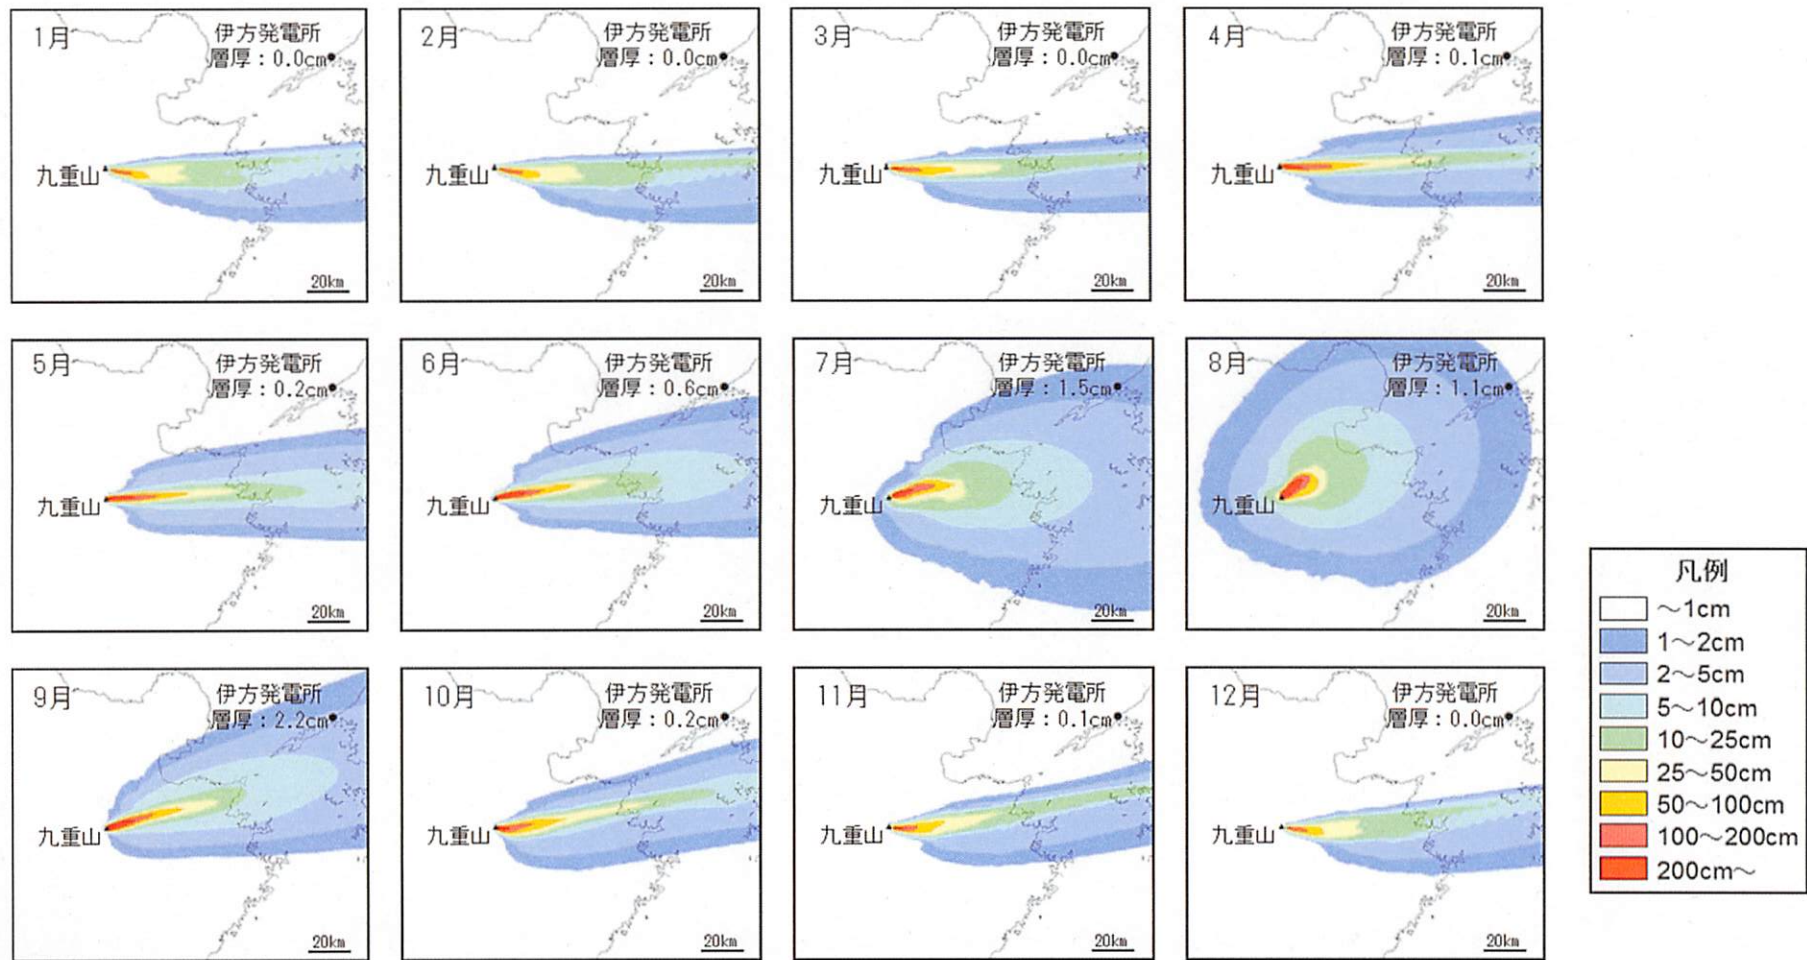 1月
伊方発電所
層厚：0.0cm
九重山
20km
2月
伊方発電所
層厚：0.0cm
九重山
20km
3月
伊方発電所
層厚：0.0cm
九重山
20km
4月
伊方発電所
層厚：0.1cm
九重山
20km
5月
伊方発電所
層厚：0.2cm
九重山
20km
6月
伊方発電所
層厚：0.6cm
九重山
20km
7月
伊方発電所
層厚：1.5cm
九重山
20km
8月
伊方発電所
層厚：1.1cm
九重山
20km
9月
伊方発電所
層厚：2.2cm
九重山
20km
10月
伊方発電所
層厚：0.2cm
九重山
20km
11月
伊方発電所
層厚：0.1cm
九重山
20km
12月
伊方発電所
層厚：0.0cm
九重山
20km
凡例
～1cm
1～2cm
2～5cm
5～10cm
10～25cm
25～50cm
50～100cm
100～200cm
200cm～